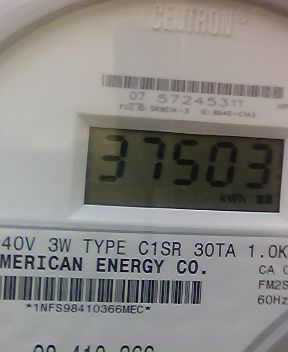 CENTRON®
07 57245311
37503
kWh
40V 3W TYPE C1SR 30TA 1.0K
MERICAN ENERGY CO.
CA 0
FM2S
60Hz
*1NFS98410366MEC*